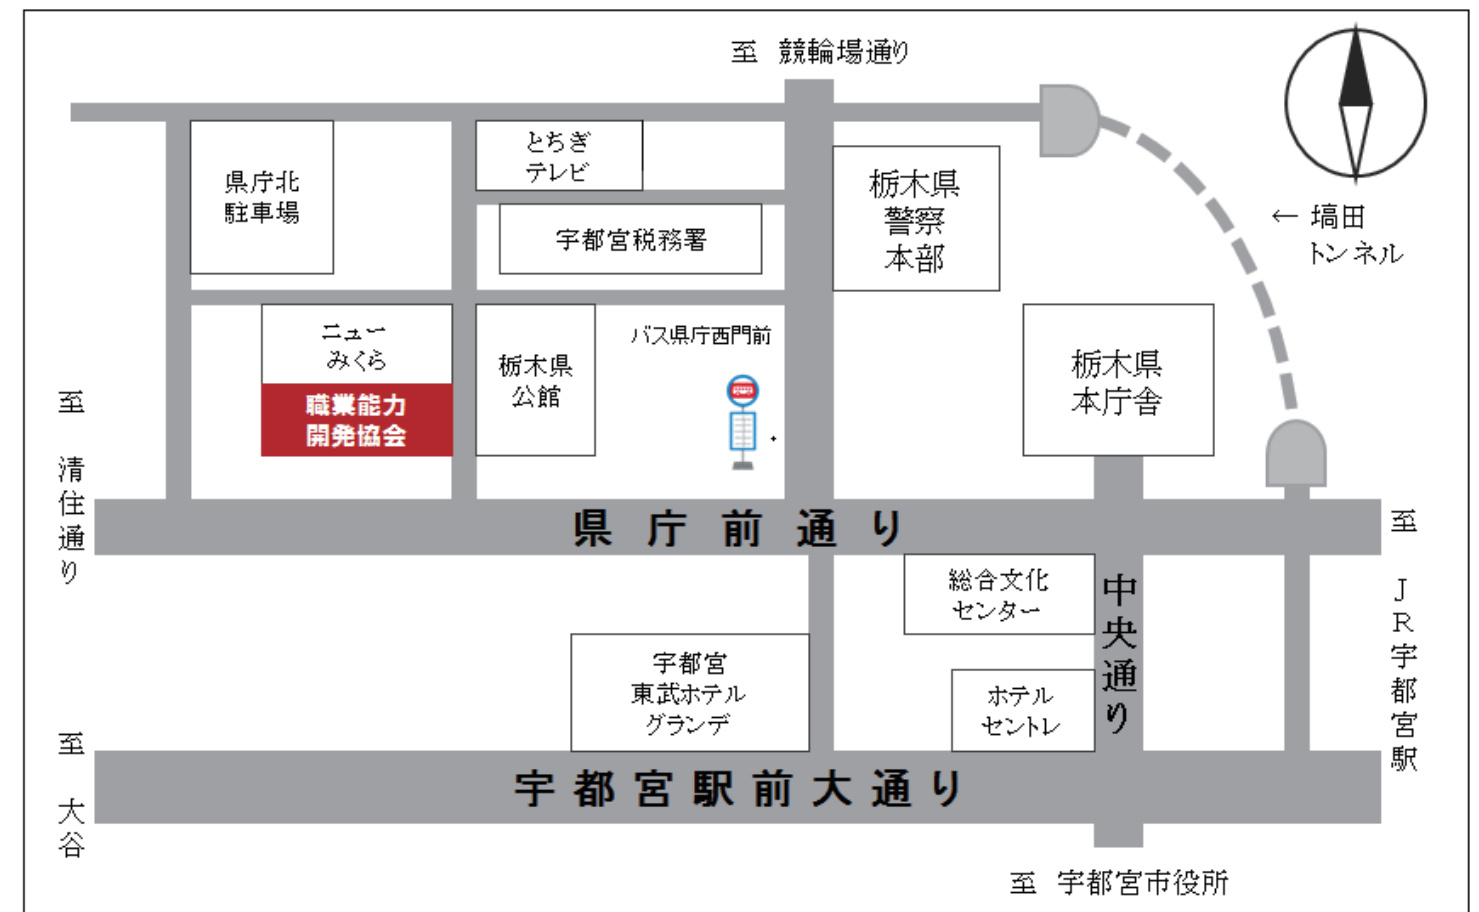 至 競輪場通り
とちぎ
テレビ
県庁北
駐車場
栃木県
警察
本部
宇都宮税務署
← 塙田
トンネル
ニュー
みくら
職業能力
開発協会
栃木県
公館
バス県庁西門前
栃木県
本庁舎
至 清住通り
県庁前通り
至 JR宇都宮駅
総合文化
センター
中央通り
宇都宮
東武ホテル
グランデ
ホテル
セントレ
至 大谷
宇都宮駅前大通り
至 宇都宮市役所